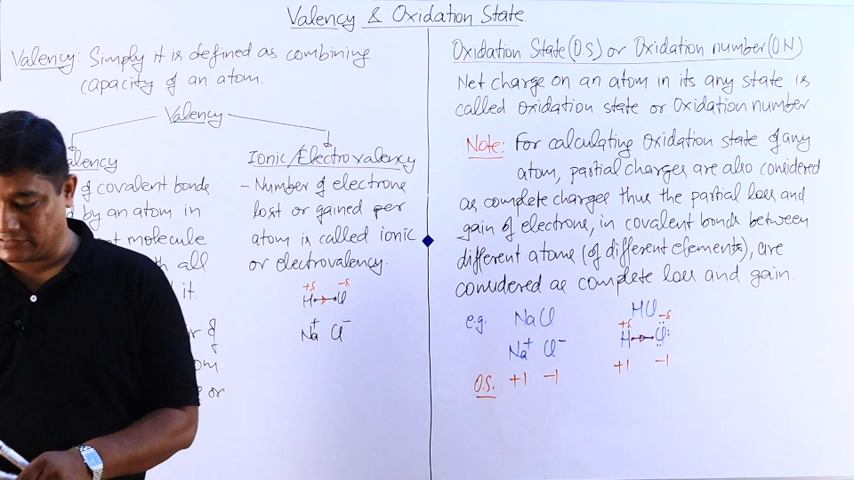 Valency & Oxidation State
Valency: Simply it is defined as combining
capacity of an atom.
Valency
alency
of covalent bonds
by an atom in
molecule
all
it.
of
or
Ionic/Electrovalency
- Number of electrons
lost or gained per
atom is called ionic
or electrovalency.
+δ -δ
H Cl
Na+ Cl-
Oxidation State(OS) or Oxidation number(ON)
Net charge on an atom in its any state is
called oxidation state or Oxidation number
Note: For calculating Oxidation state of any
atom, partial charges are also considered
as complete charges thus the partial loss and
gain of electrons, in covalent bonds between
different atoms (of different elements), are
considered as complete loss and gain.
e.g. NaCl HCl
+δ -δ
Na+ Cl- H Cl
O.S. +1 -1 +1 -1